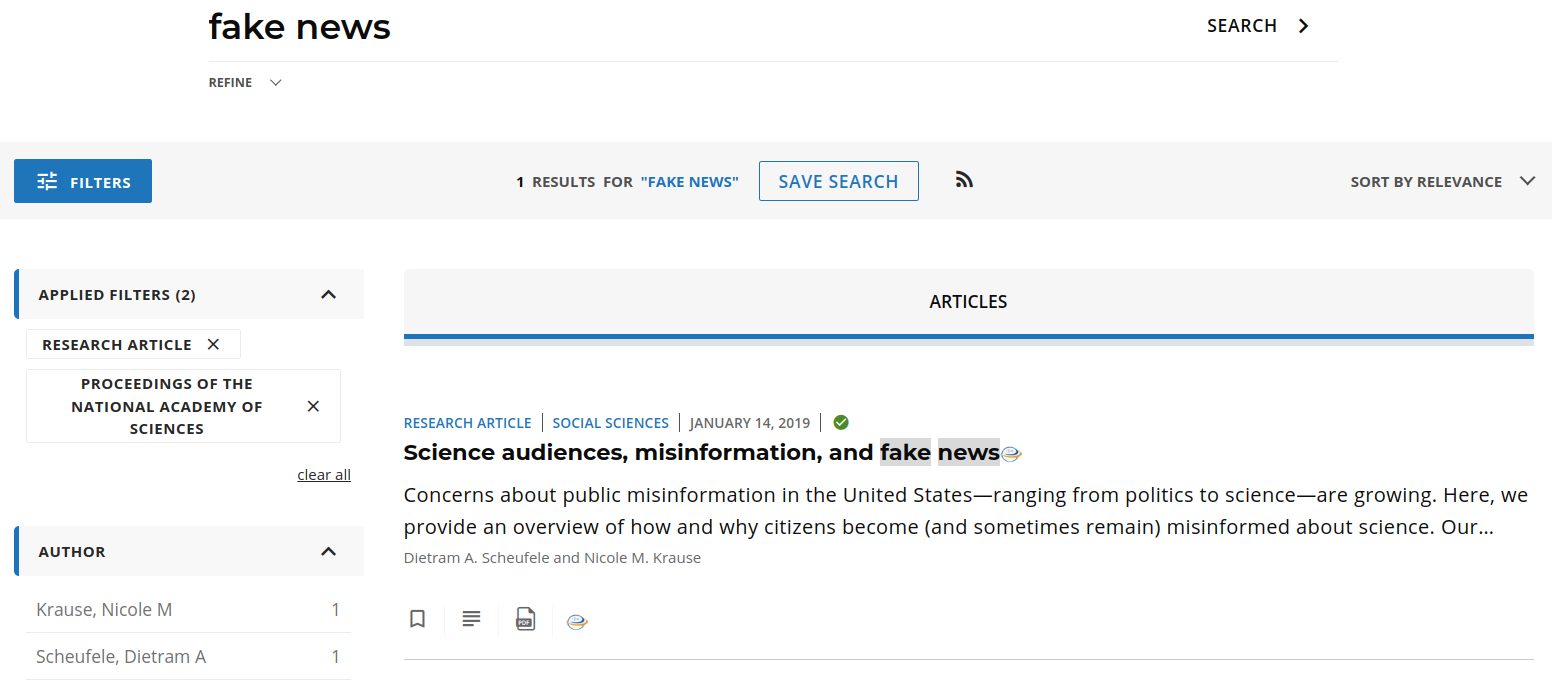 fake news
SEARCH
REFINE
FILTERS
1 RESULTS FOR "FAKE NEWS"
SAVE SEARCH
SORT BY RELEVANCE
APPLIED FILTERS (2)
RESEARCH ARTICLE
PROCEEDINGS OF THE
NATIONAL ACADEMY OF
SCIENCES
clear all
AUTHOR
Krause, Nicole M 1
Scheufele, Dietram A 1
ARTICLES
RESEARCH ARTICLE SOCIAL SCIENCES JANUARY 14, 2019
Science audiences, misinformation, and fake news
Concerns about public misinformation in the United States—ranging from politics to science—are growing. Here, we
provide an overview of how and why citizens become (and sometimes remain) misinformed about science. Our...
Dietram A. Scheufele and Nicole M. Krause
PDF